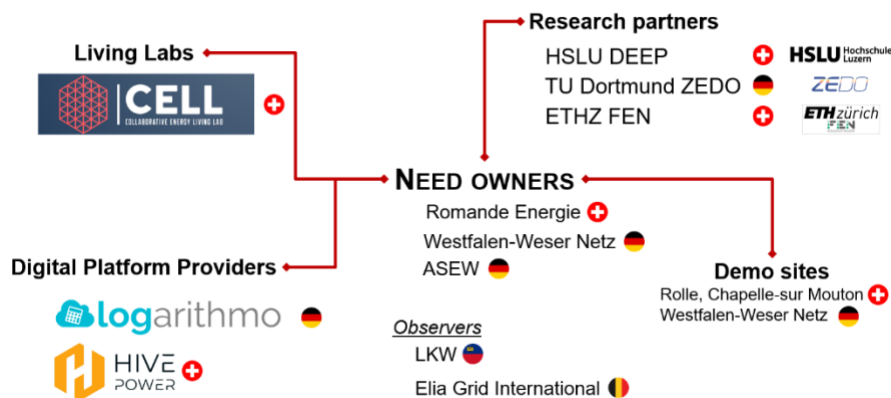 Living Labs
CELL
COLLABORATIVE ENERGY LIVING LAB
Research partners
HSLU DEEP
HSLU Hochschule
Luzern
TU Dortmund ZEDO
ZEDO
ETHZ FEN
ETH zürich
FEN
NEED OWNERS
Romande Energie
Westfalen-Weser Netz
ASEW
Digital Platform Providers
logarithmo
HIVE
POWER
Observers
LKW
Elia Grid International
Demo sites
Rolle, Chapelle-sur Mouton
Westfalen-Weser Netz